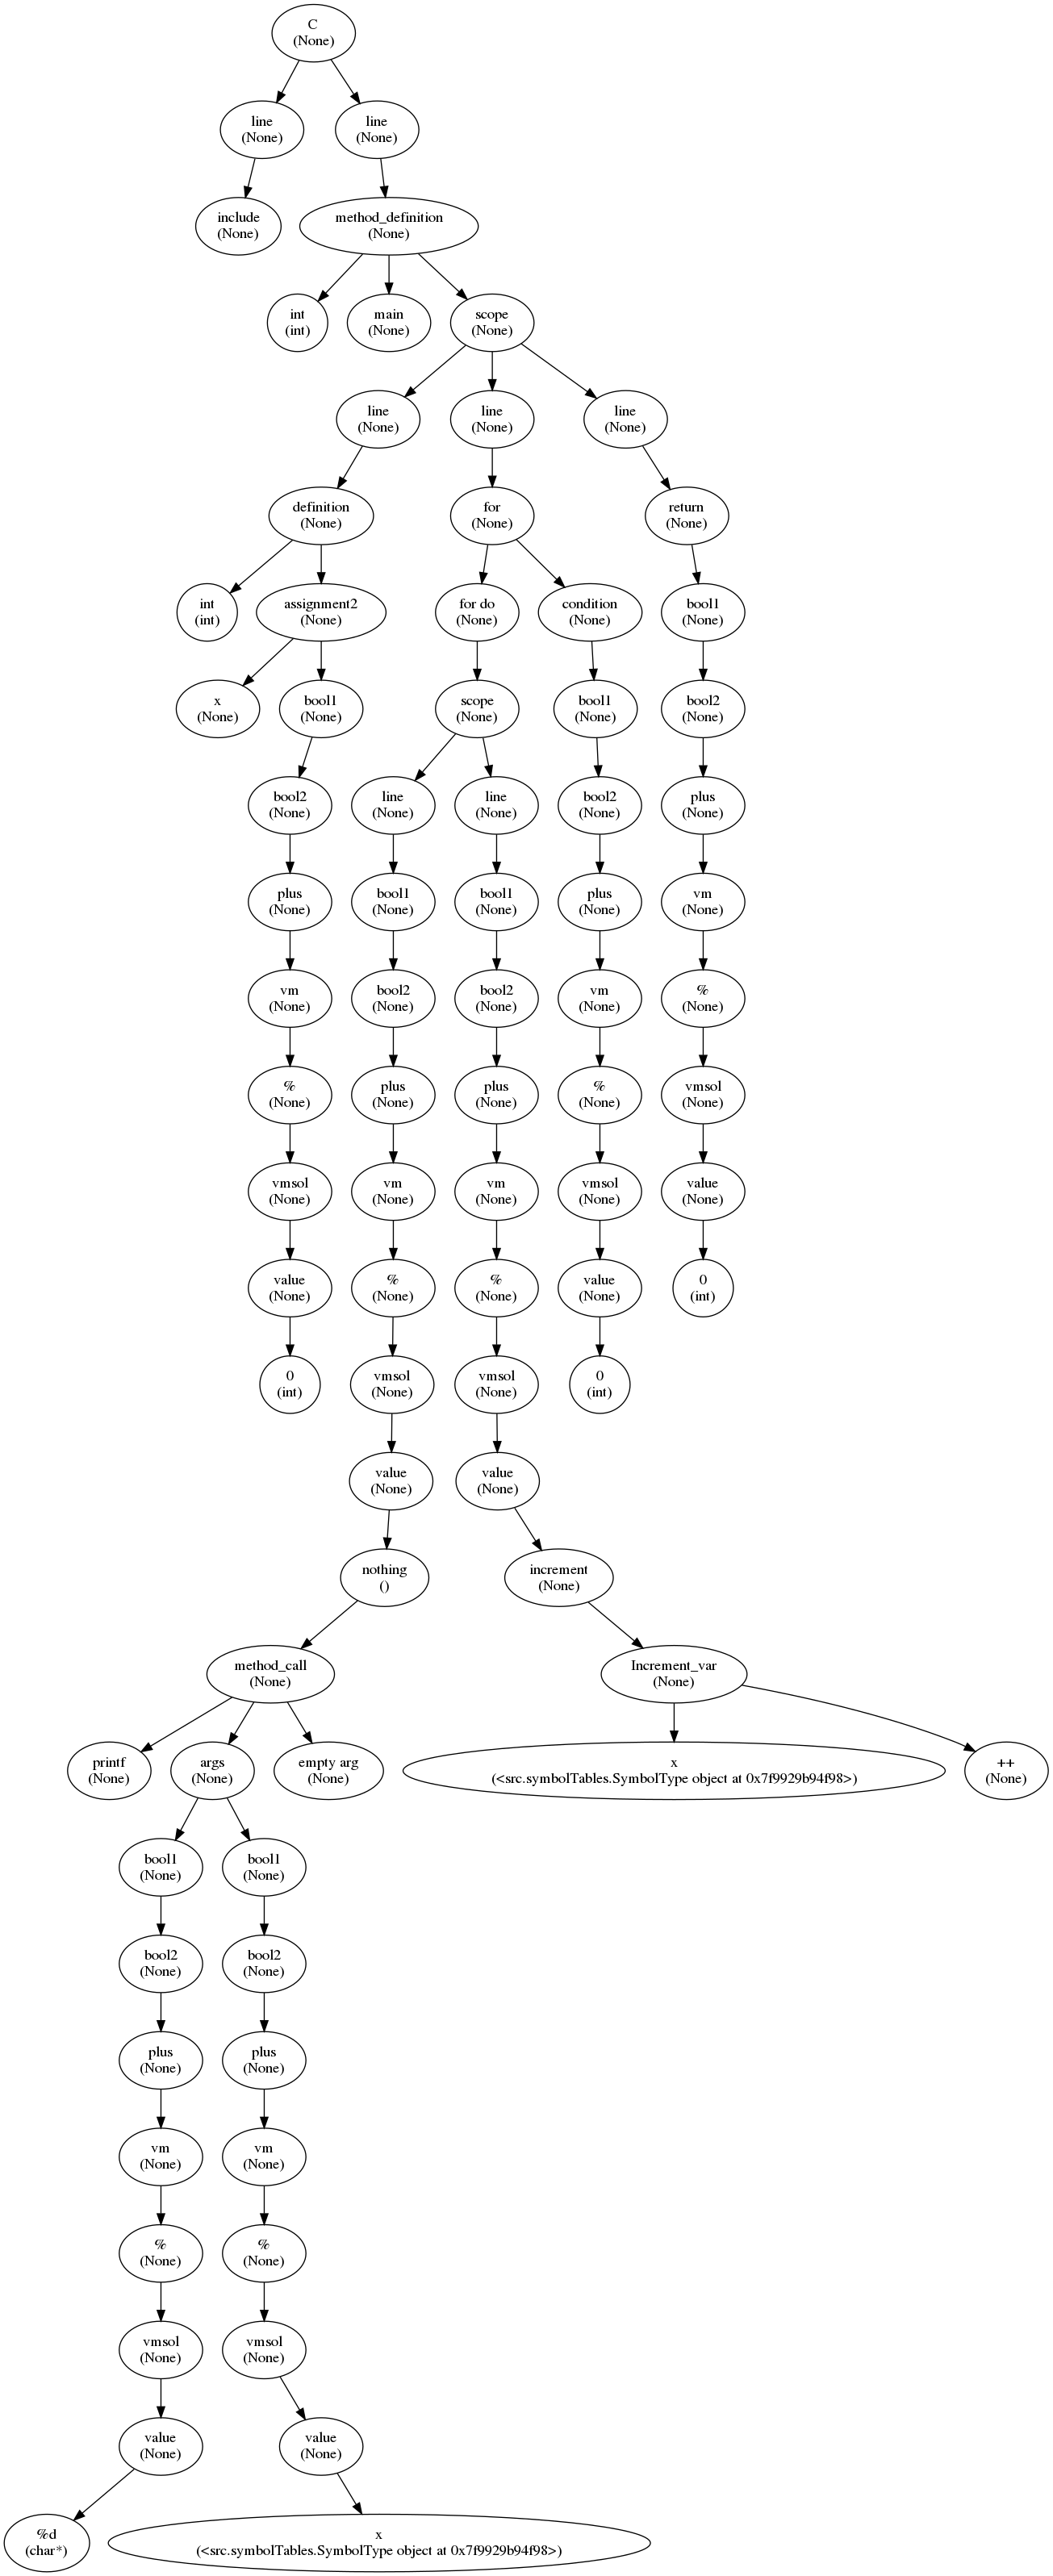 C
(None)
line
(None)
line
(None)
include
(None)
method_definition
(None)
int
(int)
main
(None)
scope
(None)
line
(None)
line
(None)
line
(None)
definition
(None)
for
(None)
return
(None)
int
(int)
assignment2
(None)
for do
(None)
condition
(None)
bool1
(None)
x
(None)
bool1
(None)
scope
(None)
bool1
(None)
bool2
(None)
bool2
(None)
line
(None)
line
(None)
bool2
(None)
plus
(None)
plus
(None)
bool1
(None)
bool1
(None)
plus
(None)
vm
(None)
vm
(None)
bool2
(None)
bool2
(None)
vm
(None)
%
(None)
%
(None)
plus
(None)
plus
(None)
%
(None)
vmsol
(None)
vmsol
(None)
vm
(None)
vm
(None)
vmsol
(None)
value
(None)
value
(None)
%
(None)
%
(None)
value
(None)
0
(int)
0
(int)
vmsol
(None)
vmsol
(None)
0
(int)
value
(None)
value
(None)
nothing
()
increment
(None)
method_call
(None)
Increment_var
(None)
printf
(None)
args
(None)
empty arg
(None)
x
(<src.symbolTables.SymbolType object at 0x7f9929b94f98>)
++
(None)
bool1
(None)
bool1
(None)
bool2
(None)
bool2
(None)
plus
(None)
plus
(None)
vm
(None)
vm
(None)
%
(None)
%
(None)
vmsol
(None)
vmsol
(None)
value
(None)
value
(None)
%d
(char*)
x
(<src.symbolTables.SymbolType object at 0x7f9929b94f98>)